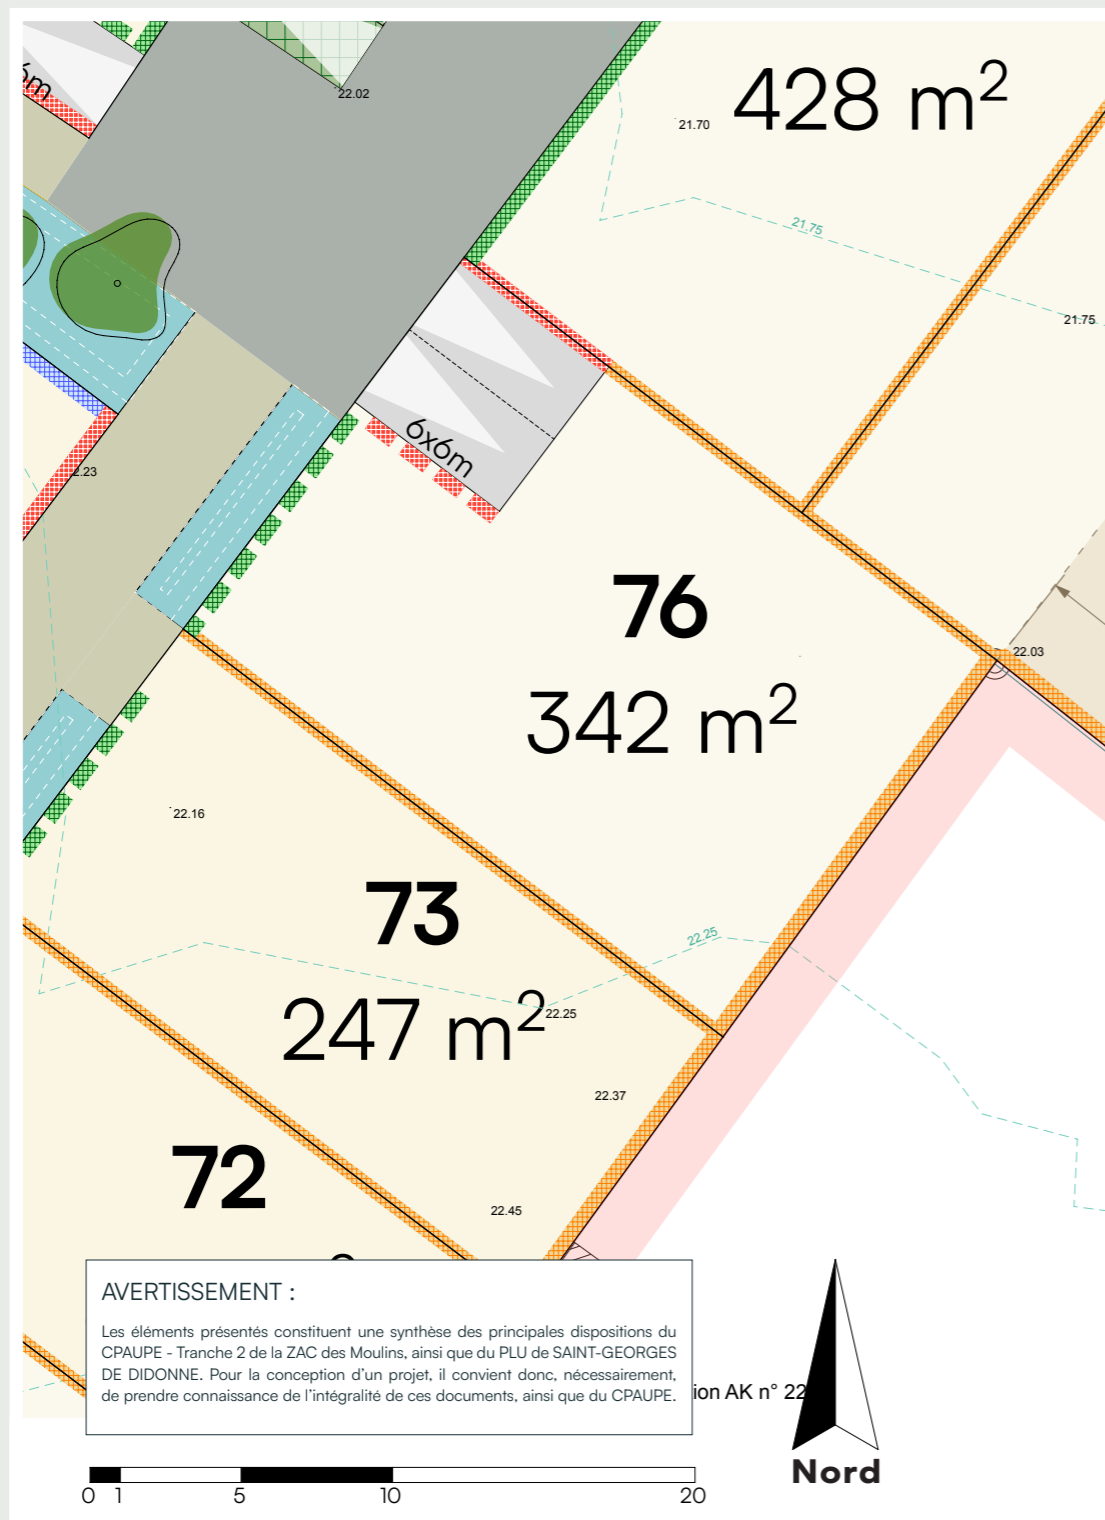 6m
22.02
428 m²
21.70
21.75
21.75
6x6m
76
342 m²
22.03
22.16
73
247 m²
22.25
22.25
22.37
72
22.45
AVERTISSEMENT :
Les éléments présentés constituent une synthèse des principales dispositions du
CPAUPE - Tranche 2 de la ZAC des Moulins, ainsi que du PLU de SAINT-GEORGES
DE DIDONNE. Pour la conception d'un projet, il convient donc, nécessairement,
de prendre connaissance de l'intégralité de ces documents, ainsi que du CPAUPE.
ion AK n° 22
Nord
0 1 5 10 20